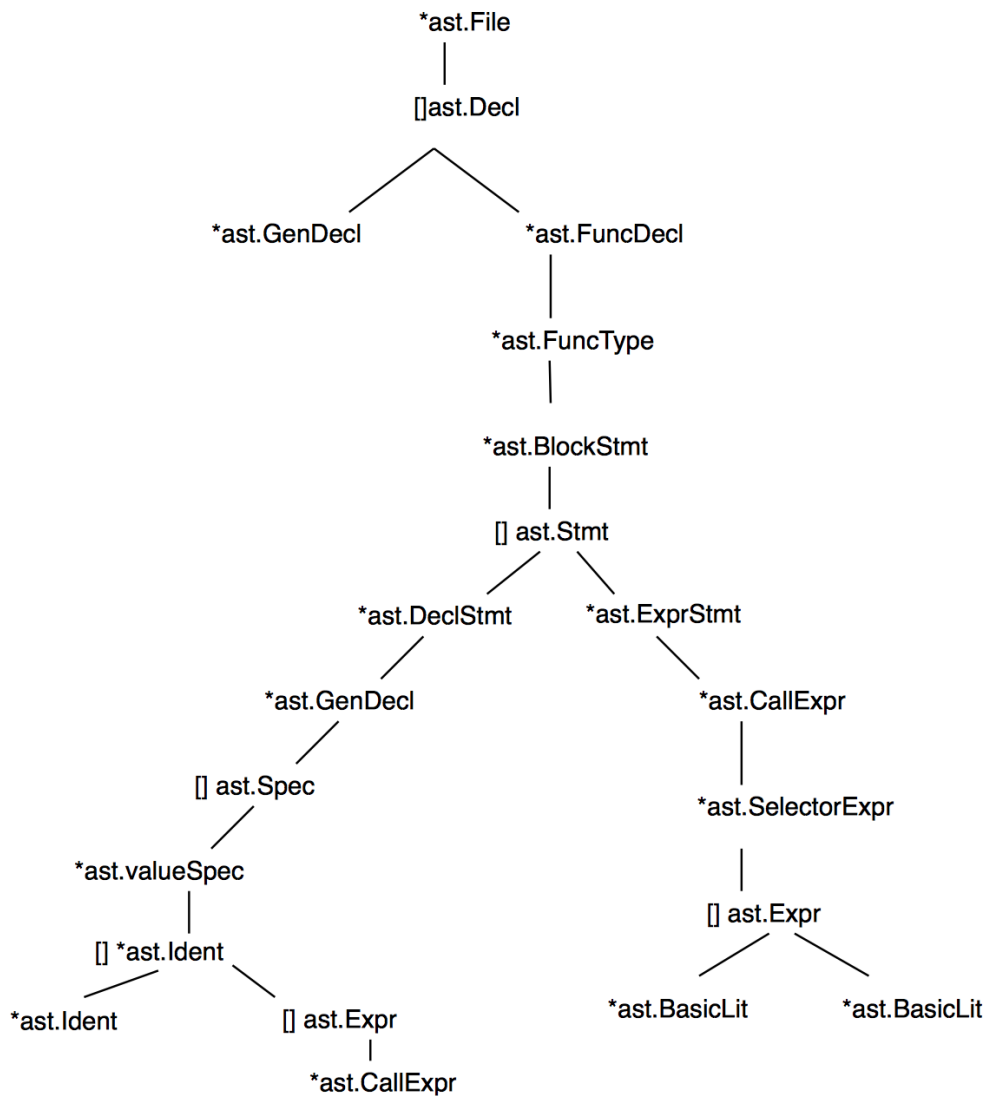 *ast.File
[]ast.Decl
*ast.GenDecl
*ast.FuncDecl
*ast.FuncType
*ast.BlockStmt
[] ast.Stmt
*ast.DeclStmt
*ast.ExprStmt
*ast.GenDecl
*ast.CallExpr
[] ast.Spec
*ast.SelectorExpr
*ast.valueSpec
[] ast.Expr
[] *ast.Ident
*ast.BasicLit
*ast.BasicLit
*ast.Ident
[] ast.Expr
*ast.CallExpr